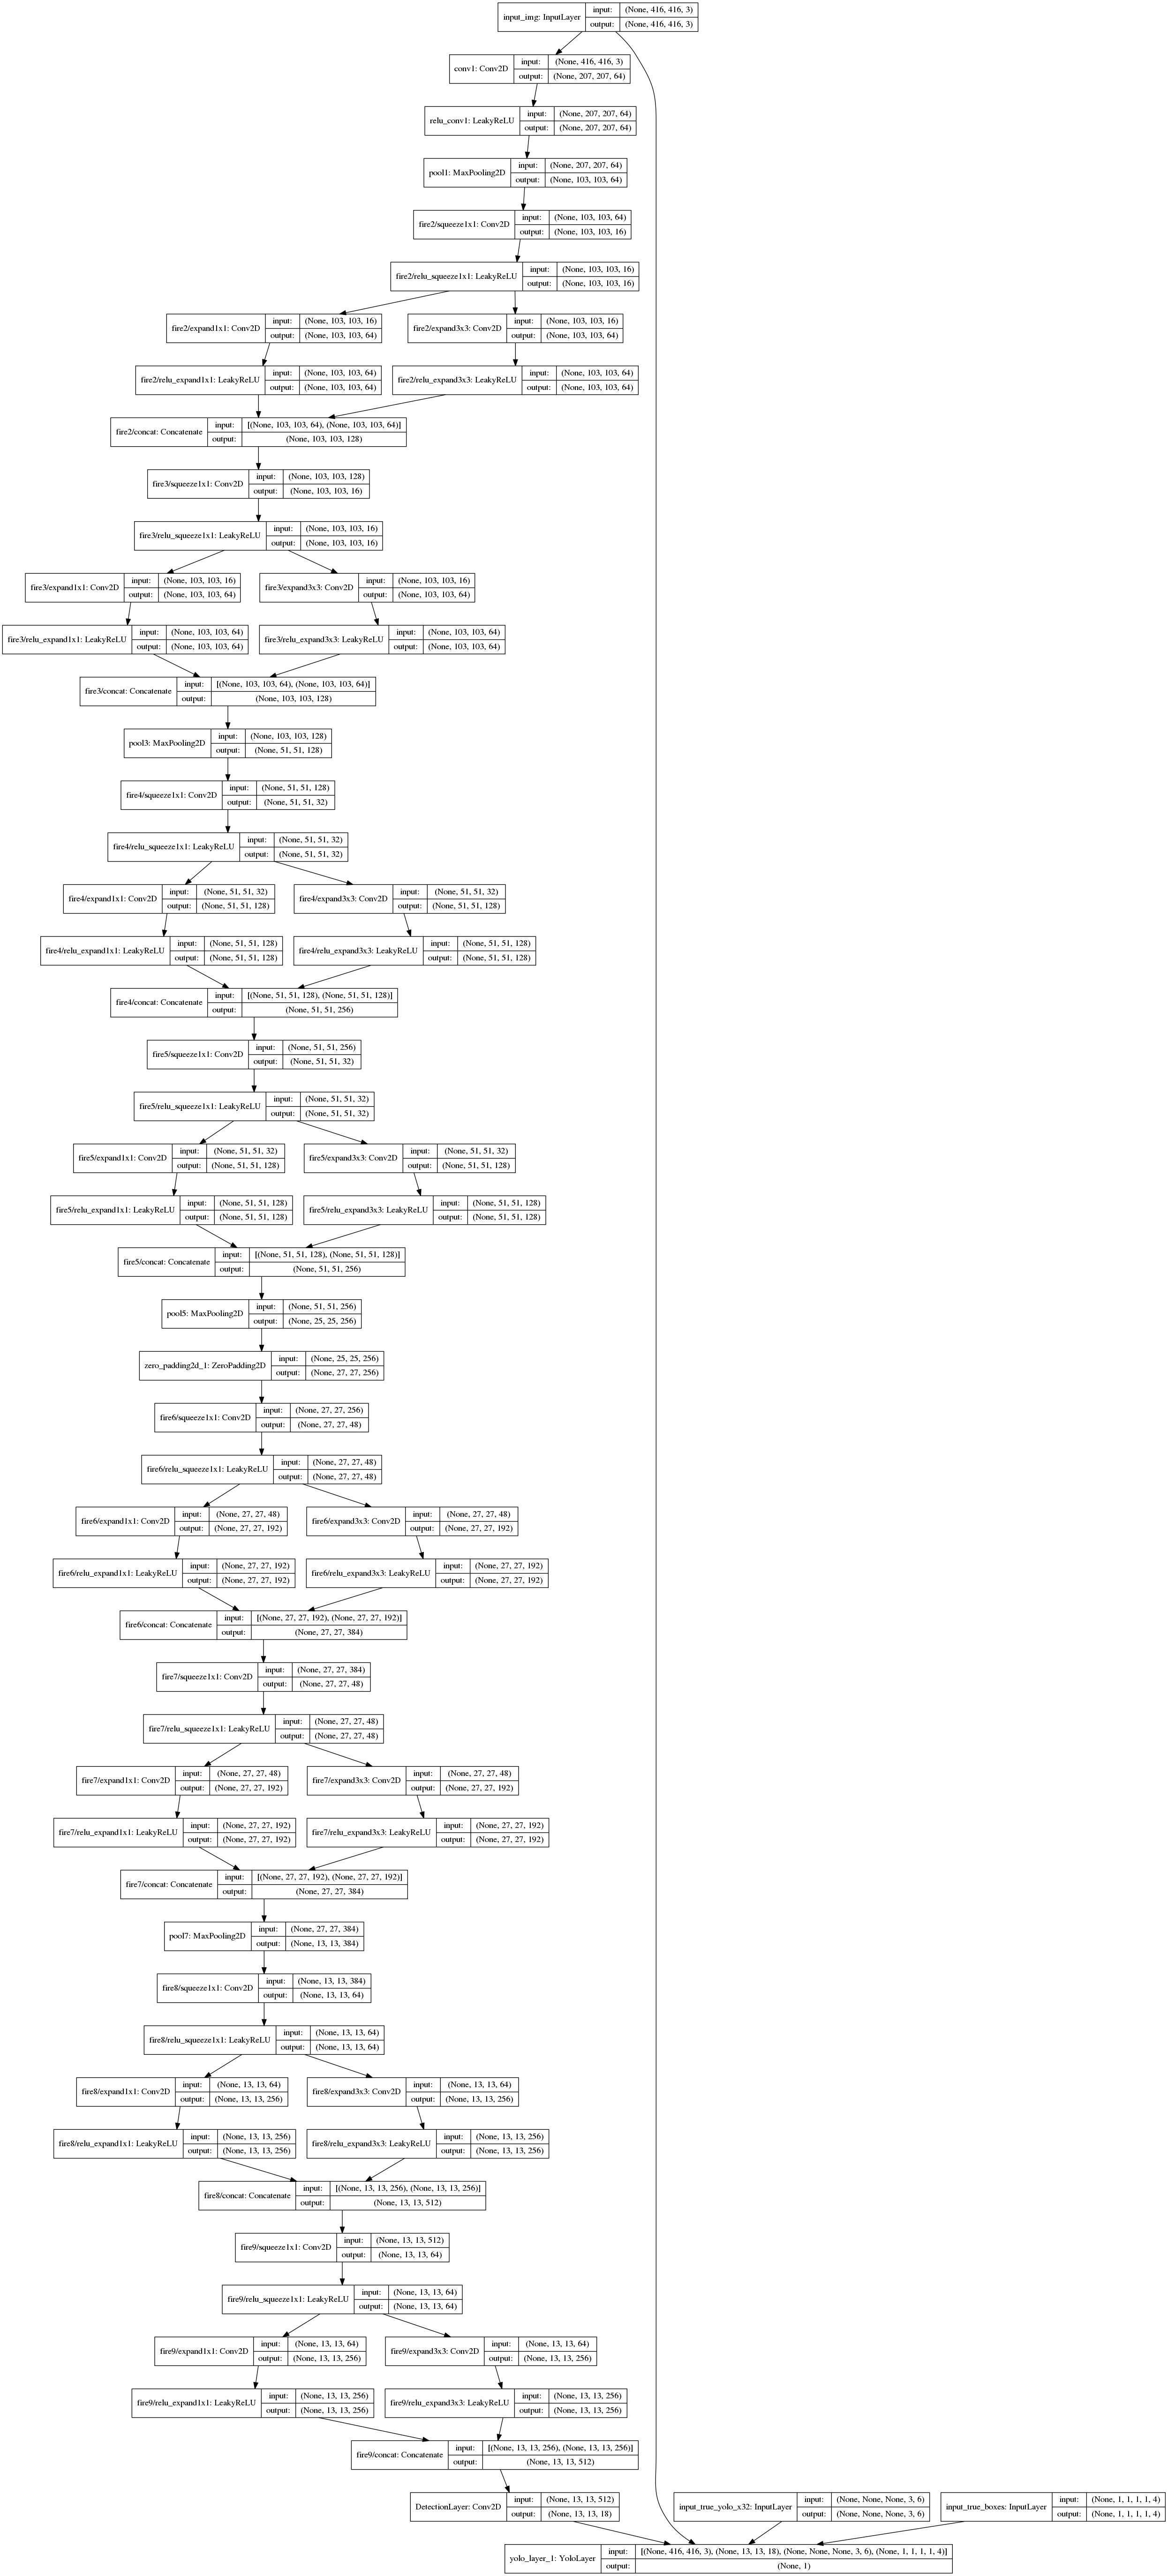 input_img: InputLayer
input: (None, 416, 416, 3)
output: (None, 416, 416, 3)
conv1: Conv2D
input: (None, 416, 416, 3)
output: (None, 207, 207, 64)
relu_conv1: LeakyReLU
input: (None, 207, 207, 64)
output: (None, 207, 207, 64)
pool1: MaxPooling2D
input: (None, 207, 207, 64)
output: (None, 103, 103, 64)
fire2/squeeze1x1: Conv2D
input: (None, 103, 103, 64)
output: (None, 103, 103, 16)
fire2/relu_squeeze1x1: LeakyReLU
input: (None, 103, 103, 16)
output: (None, 103, 103, 16)
fire2/expand1x1: Conv2D
input: (None, 103, 103, 16)
output: (None, 103, 103, 64)
fire2/expand3x3: Conv2D
input: (None, 103, 103, 16)
output: (None, 103, 103, 64)
fire2/relu_expand1x1: LeakyReLU
input: (None, 103, 103, 64)
output: (None, 103, 103, 64)
fire2/relu_expand3x3: LeakyReLU
input: (None, 103, 103, 64)
output: (None, 103, 103, 64)
fire2/concat: Concatenate
input: [(None, 103, 103, 64), (None, 103, 103, 64)]
output: (None, 103, 103, 128)
fire3/squeeze1x1: Conv2D
input: (None, 103, 103, 128)
output: (None, 103, 103, 16)
fire3/relu_squeeze1x1: LeakyReLU
input: (None, 103, 103, 16)
output: (None, 103, 103, 16)
fire3/expand1x1: Conv2D
input: (None, 103, 103, 16)
output: (None, 103, 103, 64)
fire3/expand3x3: Conv2D
input: (None, 103, 103, 16)
output: (None, 103, 103, 64)
fire3/relu_expand1x1: LeakyReLU
input: (None, 103, 103, 64)
output: (None, 103, 103, 64)
fire3/relu_expand3x3: LeakyReLU
input: (None, 103, 103, 64)
output: (None, 103, 103, 64)
fire3/concat: Concatenate
input: [(None, 103, 103, 64), (None, 103, 103, 64)]
output: (None, 103, 103, 128)
pool3: MaxPooling2D
input: (None, 103, 103, 128)
output: (None, 51, 51, 128)
fire4/squeeze1x1: Conv2D
input: (None, 51, 51, 128)
output: (None, 51, 51, 32)
fire4/relu_squeeze1x1: LeakyReLU
input: (None, 51, 51, 32)
output: (None, 51, 51, 32)
fire4/expand1x1: Conv2D
input: (None, 51, 51, 32)
output: (None, 51, 51, 128)
fire4/expand3x3: Conv2D
input: (None, 51, 51, 32)
output: (None, 51, 51, 128)
fire4/relu_expand1x1: LeakyReLU
input: (None, 51, 51, 128)
output: (None, 51, 51, 128)
fire4/relu_expand3x3: LeakyReLU
input: (None, 51, 51, 128)
output: (None, 51, 51, 128)
fire4/concat: Concatenate
input: [(None, 51, 51, 128), (None, 51, 51, 128)]
output: (None, 51, 51, 256)
fire5/squeeze1x1: Conv2D
input: (None, 51, 51, 256)
output: (None, 51, 51, 32)
fire5/relu_squeeze1x1: LeakyReLU
input: (None, 51, 51, 32)
output: (None, 51, 51, 32)
fire5/expand1x1: Conv2D
input: (None, 51, 51, 32)
output: (None, 51, 51, 128)
fire5/expand3x3: Conv2D
input: (None, 51, 51, 32)
output: (None, 51, 51, 128)
fire5/relu_expand1x1: LeakyReLU
input: (None, 51, 51, 128)
output: (None, 51, 51, 128)
fire5/relu_expand3x3: LeakyReLU
input: (None, 51, 51, 128)
output: (None, 51, 51, 128)
fire5/concat: Concatenate
input: [(None, 51, 51, 128), (None, 51, 51, 128)]
output: (None, 51, 51, 256)
pool5: MaxPooling2D
input: (None, 51, 51, 256)
output: (None, 25, 25, 256)
zero_padding2d_1: ZeroPadding2D
input: (None, 25, 25, 256)
output: (None, 27, 27, 256)
fire6/squeeze1x1: Conv2D
input: (None, 27, 27, 256)
output: (None, 27, 27, 48)
fire6/relu_squeeze1x1: LeakyReLU
input: (None, 27, 27, 48)
output: (None, 27, 27, 48)
fire6/expand1x1: Conv2D
input: (None, 27, 27, 48)
output: (None, 27, 27, 192)
fire6/expand3x3: Conv2D
input: (None, 27, 27, 48)
output: (None, 27, 27, 192)
fire6/relu_expand1x1: LeakyReLU
input: (None, 27, 27, 192)
output: (None, 27, 27, 192)
fire6/relu_expand3x3: LeakyReLU
input: (None, 27, 27, 192)
output: (None, 27, 27, 192)
fire6/concat: Concatenate
input: [(None, 27, 27, 192), (None, 27, 27, 192)]
output: (None, 27, 27, 384)
fire7/squeeze1x1: Conv2D
input: (None, 27, 27, 384)
output: (None, 27, 27, 48)
fire7/relu_squeeze1x1: LeakyReLU
input: (None, 27, 27, 48)
output: (None, 27, 27, 48)
fire7/expand1x1: Conv2D
input: (None, 27, 27, 48)
output: (None, 27, 27, 192)
fire7/expand3x3: Conv2D
input: (None, 27, 27, 48)
output: (None, 27, 27, 192)
fire7/relu_expand1x1: LeakyReLU
input: (None, 27, 27, 192)
output: (None, 27, 27, 192)
fire7/relu_expand3x3: LeakyReLU
input: (None, 27, 27, 192)
output: (None, 27, 27, 192)
fire7/concat: Concatenate
input: [(None, 27, 27, 192), (None, 27, 27, 192)]
output: (None, 27, 27, 384)
pool7: MaxPooling2D
input: (None, 27, 27, 384)
output: (None, 13, 13, 384)
fire8/squeeze1x1: Conv2D
input: (None, 13, 13, 384)
output: (None, 13, 13, 64)
fire8/relu_squeeze1x1: LeakyReLU
input: (None, 13, 13, 64)
output: (None, 13, 13, 64)
fire8/expand1x1: Conv2D
input: (None, 13, 13, 64)
output: (None, 13, 13, 256)
fire8/expand3x3: Conv2D
input: (None, 13, 13, 64)
output: (None, 13, 13, 256)
fire8/relu_expand1x1: LeakyReLU
input: (None, 13, 13, 256)
output: (None, 13, 13, 256)
fire8/relu_expand3x3: LeakyReLU
input: (None, 13, 13, 256)
output: (None, 13, 13, 256)
fire8/concat: Concatenate
input: [(None, 13, 13, 256), (None, 13, 13, 256)]
output: (None, 13, 13, 512)
fire9/squeeze1x1: Conv2D
input: (None, 13, 13, 512)
output: (None, 13, 13, 64)
fire9/relu_squeeze1x1: LeakyReLU
input: (None, 13, 13, 64)
output: (None, 13, 13, 64)
fire9/expand1x1: Conv2D
input: (None, 13, 13, 64)
output: (None, 13, 13, 256)
fire9/expand3x3: Conv2D
input: (None, 13, 13, 64)
output: (None, 13, 13, 256)
fire9/relu_expand1x1: LeakyReLU
input: (None, 13, 13, 256)
output: (None, 13, 13, 256)
fire9/relu_expand3x3: LeakyReLU
input: (None, 13, 13, 256)
output: (None, 13, 13, 256)
fire9/concat: Concatenate
input: [(None, 13, 13, 256), (None, 13, 13, 256)]
output: (None, 13, 13, 512)
DetectionLayer: Conv2D
input: (None, 13, 13, 512)
output: (None, 13, 13, 18)
input_true_yolo_x32: InputLayer
input: (None, None, None, 3, 6)
output: (None, None, None, 3, 6)
input_true_boxes: InputLayer
input: (None, 1, 1, 1, 1, 4)
output: (None, 1, 1, 1, 1, 4)
yolo_layer_1: YoloLayer
input: [(None, 416, 416, 3), (None, 13, 13, 18), (None, None, None, 3, 6), (None, 1, 1, 1, 1, 4)]
output: (None, 1)